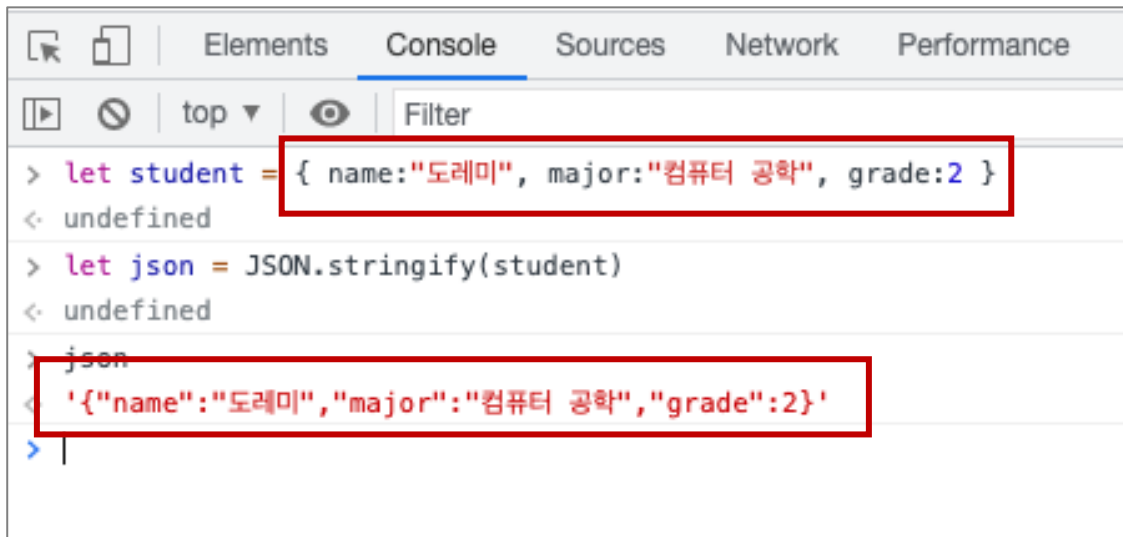 Elements Console Sources Network Performance
top ▼ Filter
> let student = { name:"도레미", major:"컴퓨터 공학", grade:2 }
<· undefined
> let json = JSON.stringify(student)
<· undefined
> json
<· '{"name":"도레미","major":"컴퓨터 공학","grade":2}'
>